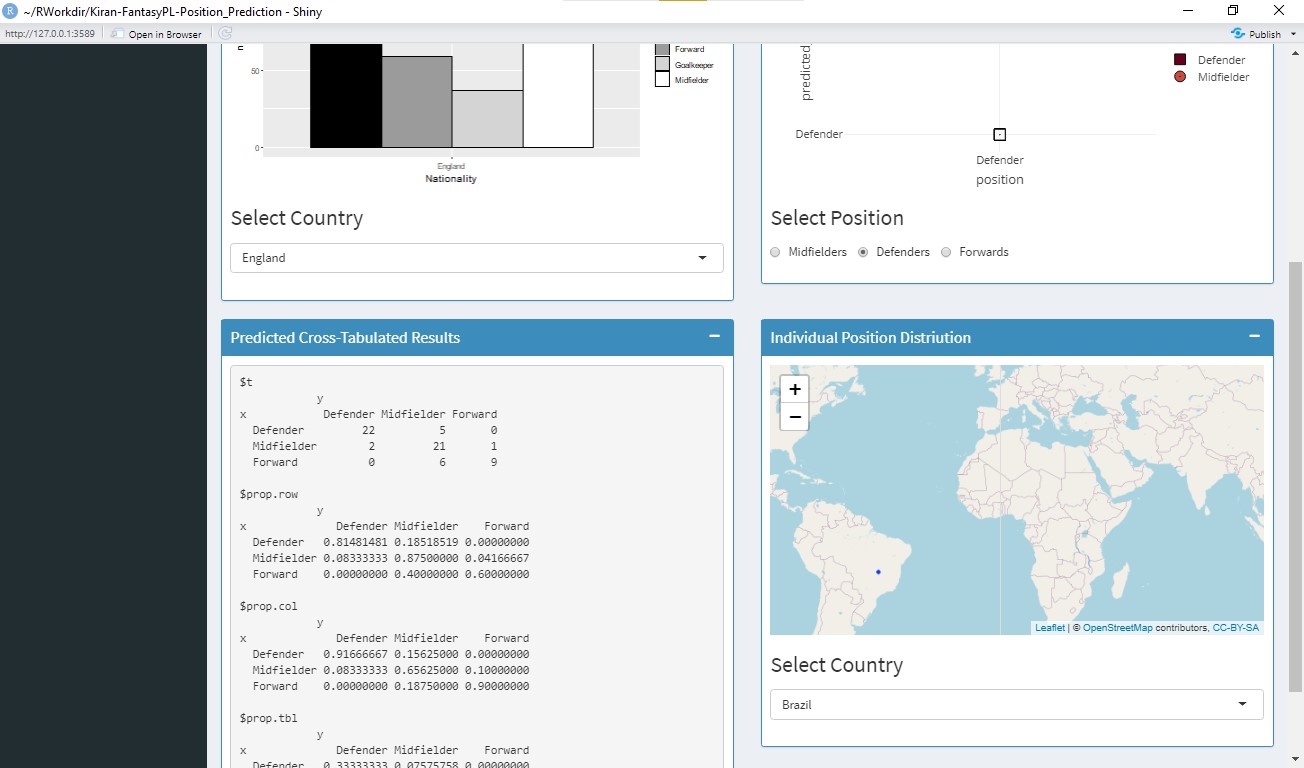 R ~/RWorkdir/Kiran-FantasyPL-Position_Prediction - Shiny
http://127.0.0.1:3589 Open in Browser Publish
n
50
0
England
Nationality
Forward
Goalkeeper
Midfielder
Select Country
England
predicted
Defender
Defender
position
Defender
Midfielder
Select Position
Midfielders Defenders Forwards
Predicted Cross-Tabulated Results
$t
y
x Defender Midfielder Forward
Defender 22 5 0
Midfielder 2 21 1
Forward 0 6 9
$prop.row
y
x Defender Midfielder Forward
Defender 0.81481481 0.18518519 0.00000000
Midfielder 0.08333333 0.87500000 0.04166667
Forward 0.00000000 0.40000000 0.60000000
$prop.col
y
x Defender Midfielder Forward
Defender 0.91666667 0.15625000 0.00000000
Midfielder 0.08333333 0.65625000 0.10000000
Forward 0.00000000 0.18750000 0.90000000
$prop.tbl
y
x Defender Midfielder Forward
Defender 0.33333333 0.07575758 0.00000000
Individual Position Distriution
+
−
Leaflet | © OpenStreetMap contributors, CC-BY-SA
Select Country
Brazil